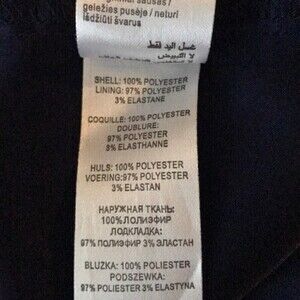 geležies pusėje / neturi
išdžiūti švarus
غسل اليد فقط
لا للتبييض
SHELL: 100% POLYESTER
LINING: 97% POLYESTER
3% ELASTANE
COQUILLE: 100% POLYESTER
DOUBLURE:
97% POLYESTER
3% ELASTHANNE
HULS: 100% POLYESTER
VOERING:97% POLYESTER
3% ELASTAN
НАРУЖНАЯ ТКАНЬ:
100%ПОЛИЭФИР
ПОДКЛАДКА:
97% ПОЛИЭФИР 3% ЭЛАСТАН
BLUZKA: 100% POLIESTER
PODSZEWKA:
97% POLIESTER 3% ELASTYNA